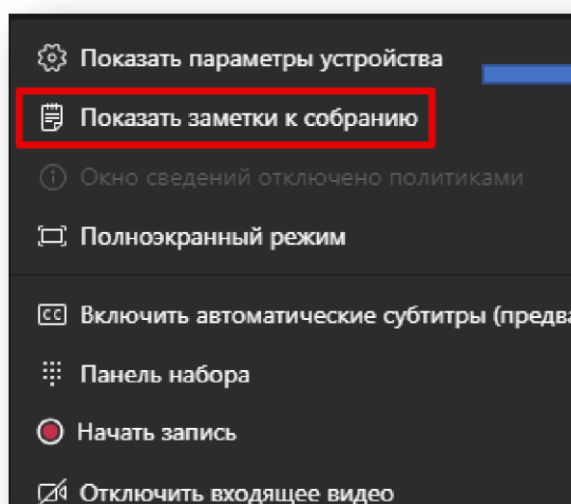 Показать параметры устройства
Показать заметки к собранию
Окно сведений отключено политиками
Полноэкранный режим
Включить автоматические субтитры (предва
Панель набора
Начать запись
Отключить входящее видео